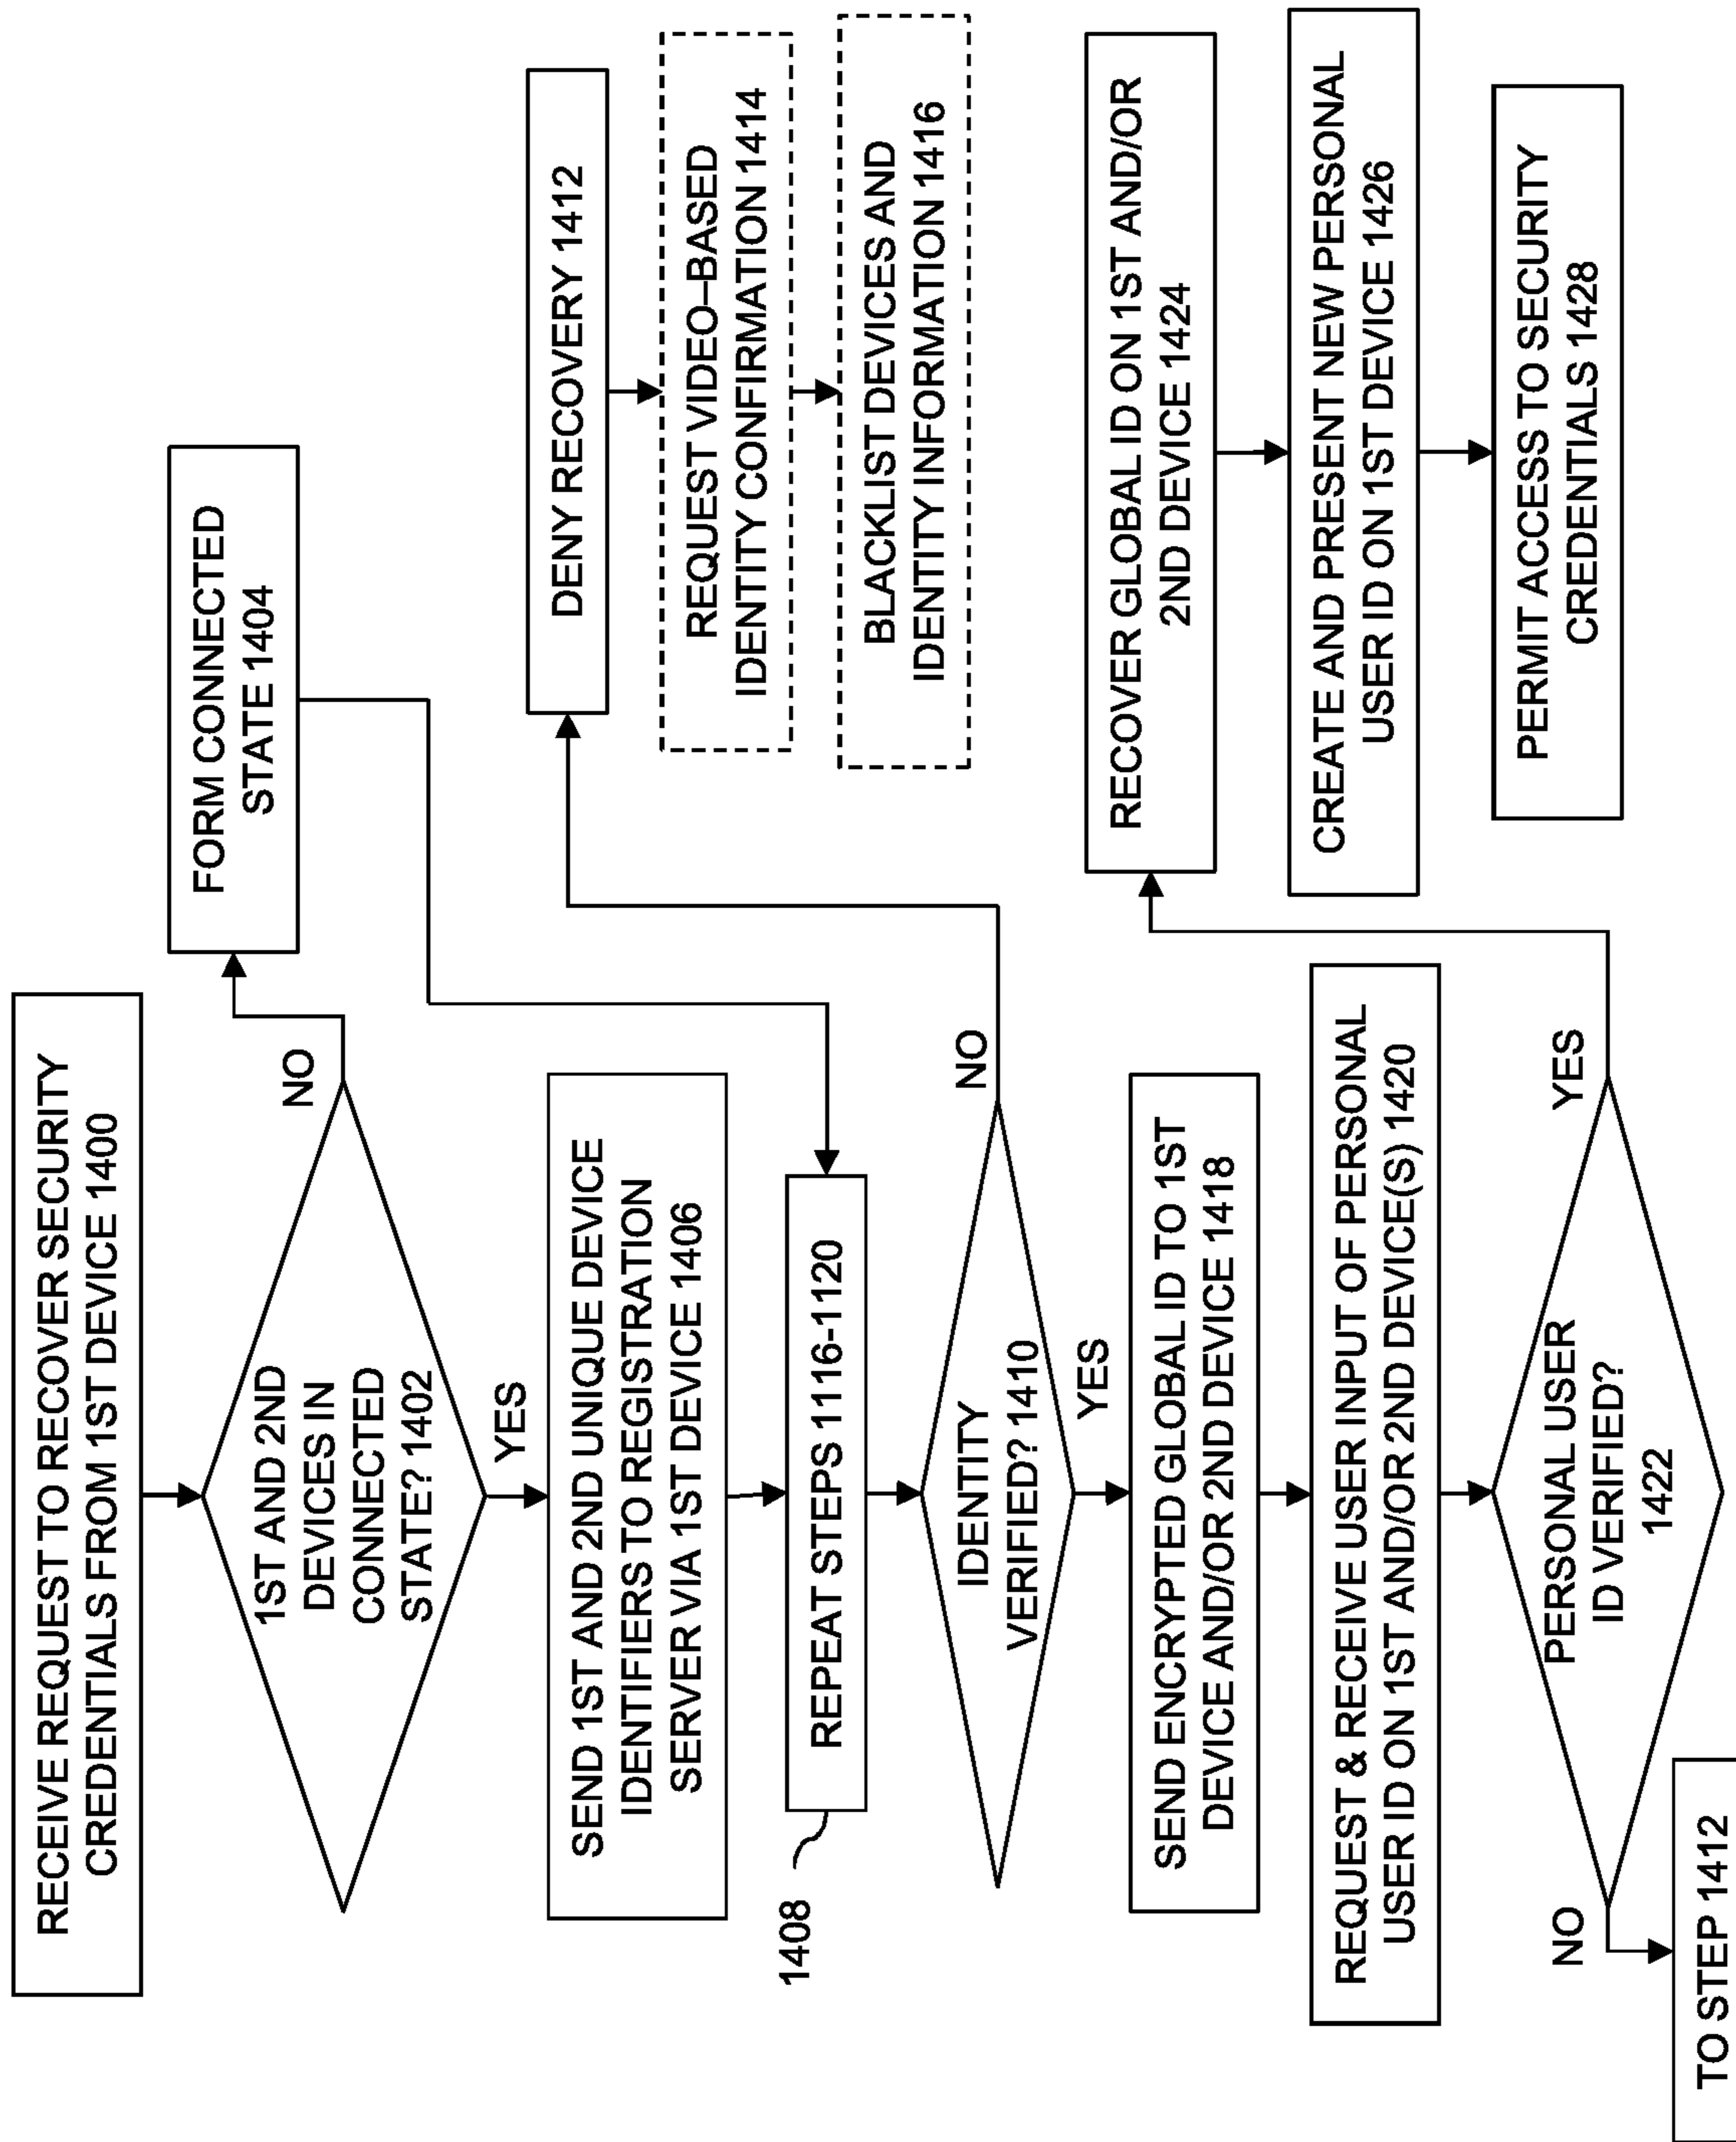 RECEIVE REQUEST TO RECOVER SECURITY
CREDENTIALS FROM 1ST DEVICE 1400
1ST AND 2ND
DEVICES IN
CONNECTED
STATE? 1402
NO
FORM CONNECTED
STATE 1404
YES
SEND 1ST AND 2ND UNIQUE DEVICE
IDENTIFIERS TO REGISTRATION
SERVER VIA 1ST DEVICE 1406
REPEAT STEPS 1116-1120
1408
IDENTITY
VERIFIED? 1410
NO
DENY RECOVERY 1412
REQUEST VIDEO–BASED
IDENTITY CONFIRMATION 1414
BLACKLIST DEVICES AND
IDENTITY INFORMATION 1416
YES
SEND ENCRYPTED GLOBAL ID TO 1ST
DEVICE AND/OR 2ND DEVICE 1418
REQUEST & RECEIVE USER INPUT OF PERSONAL
USER ID ON 1ST AND/OR 2ND DEVICE(S) 1420
PERSONAL USER
ID VERIFIED?
1422
NO
TO STEP 1412
YES
RECOVER GLOBAL ID ON 1ST AND/OR
2ND DEVICE 1424
CREATE AND PRESENT NEW PERSONAL
USER ID ON 1ST DEVICE 1426
PERMIT ACCESS TO SECURITY
CREDENTIALS 1428